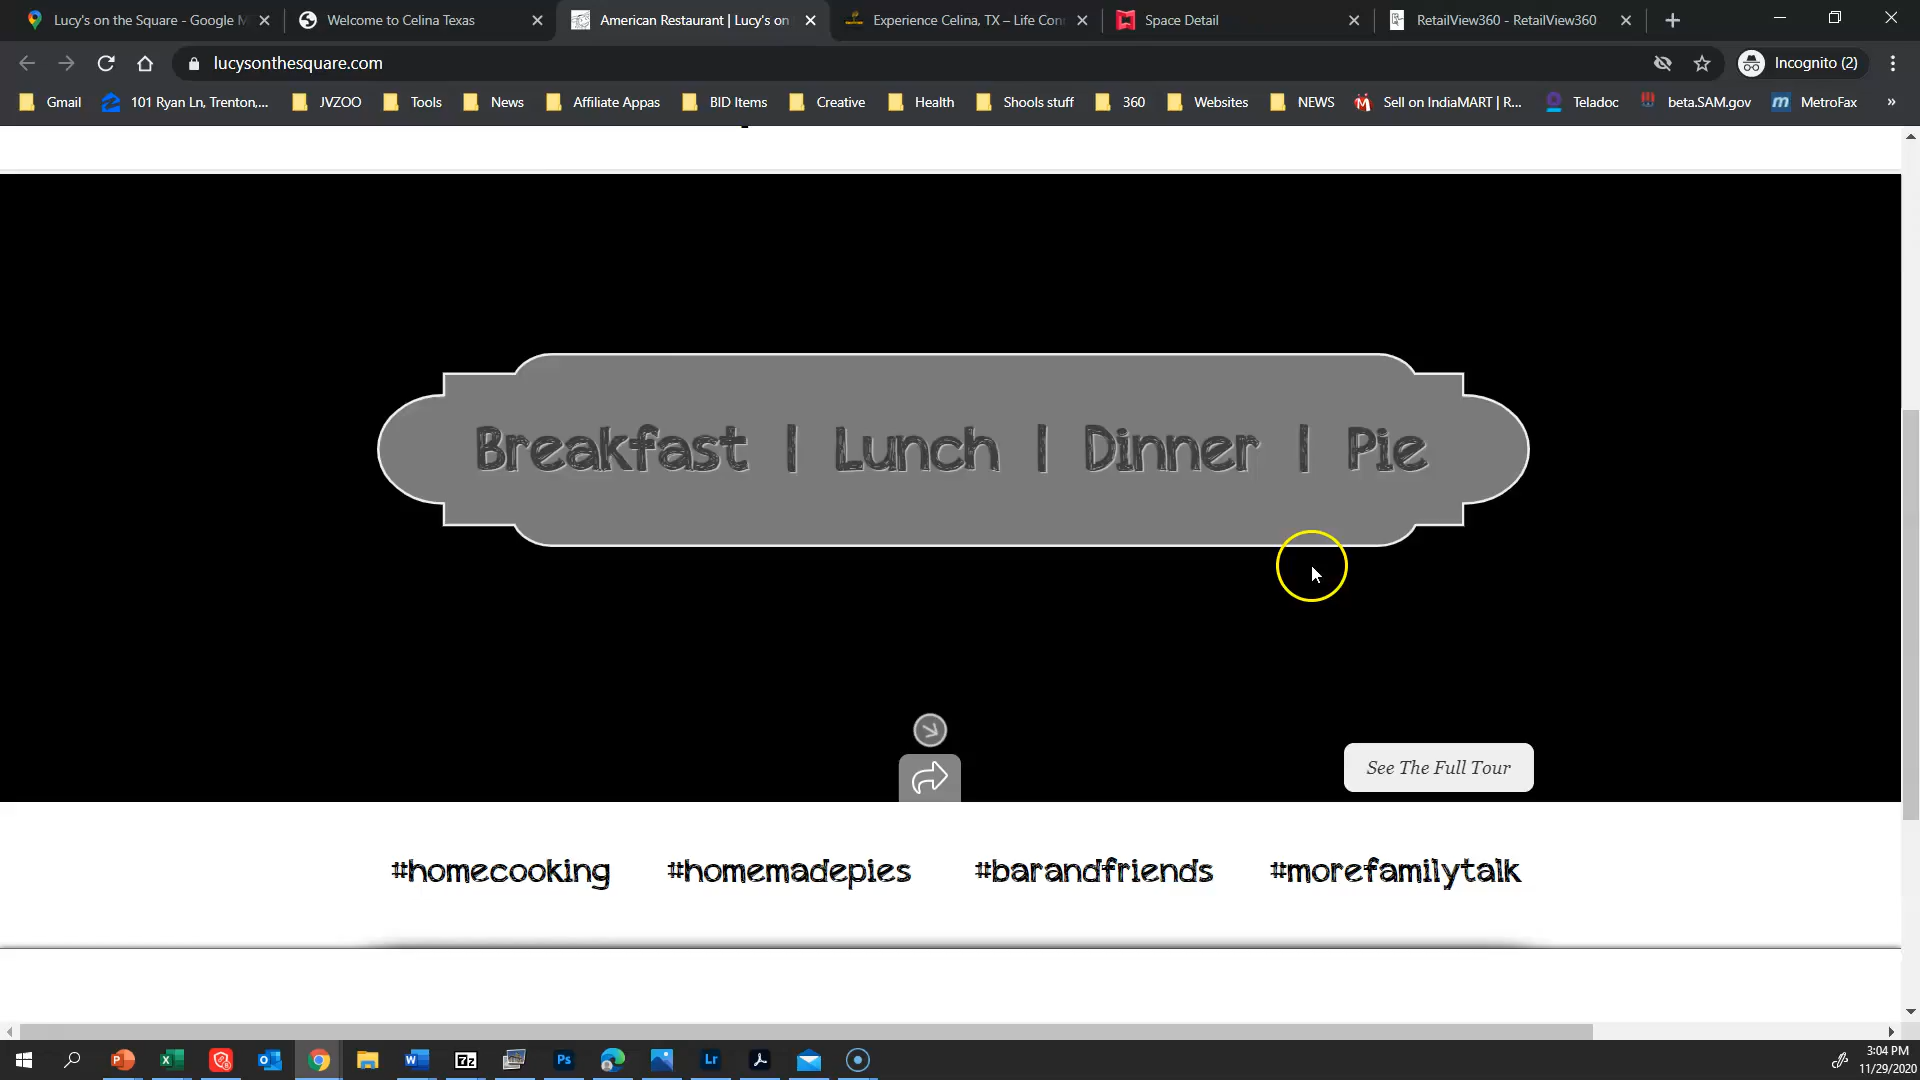 Lucy's on the Square - Google M
Welcome to Celina Texas
American Restaurant | Lucy's on
Experience Celina, TX – Life Con
Space Detail
RetailView360 - RetailView360
lucysonthesquare.com
Incognito (2)
Gmail
101 Ryan Ln, Trenton,...
JVZOO
Tools
News
Affiliate Appas
BID Items
Creative
Health
Shools stuff
360
Websites
NEWS
Sell on IndiaMART | R...
Teladoc
beta.SAM.gov
MetroFax
»
Breakfast | Lunch | Dinner | Pie
See The Full Tour
#homecooking #homemadepies #barandfriends #morefamilytalk
3:04 PM
11/29/2020